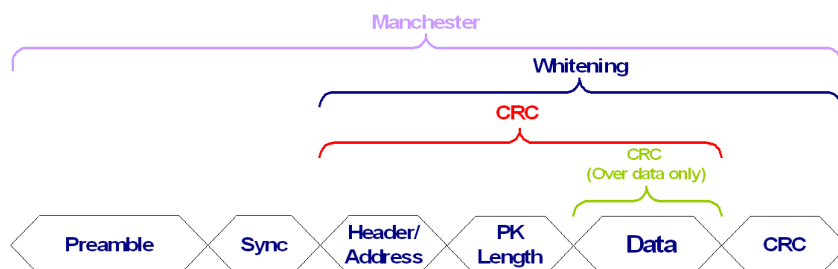 Manchester
Whitening
CRC
CRC
(Over data only)
Preamble
Sync
Header/
Address
PK
Length
Data
CRC